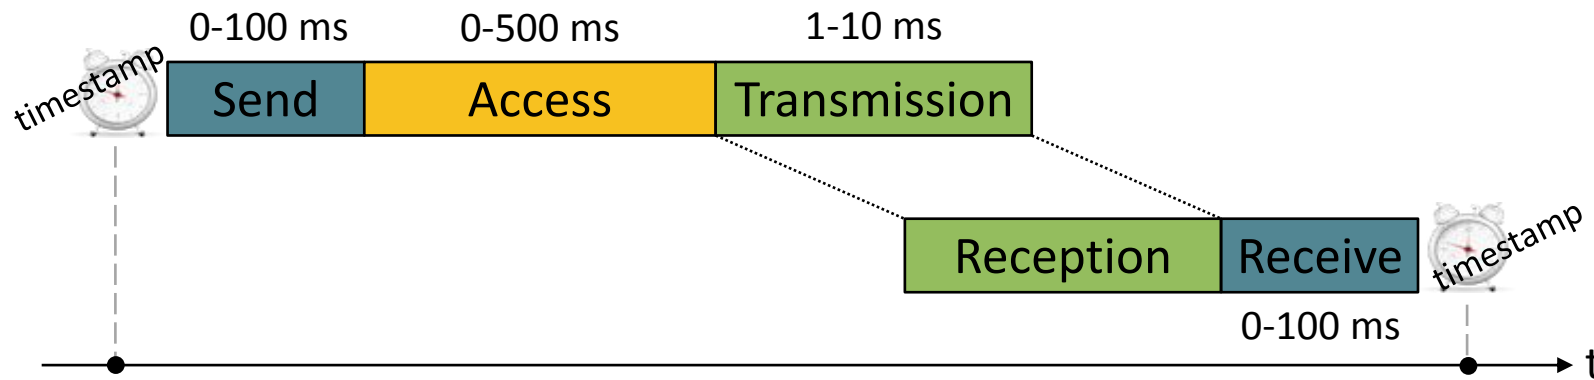 0-100 ms 0-500 ms 1-10 ms
timestamp Send Access Transmission
Reception Receive timestamp
0-100 ms
t